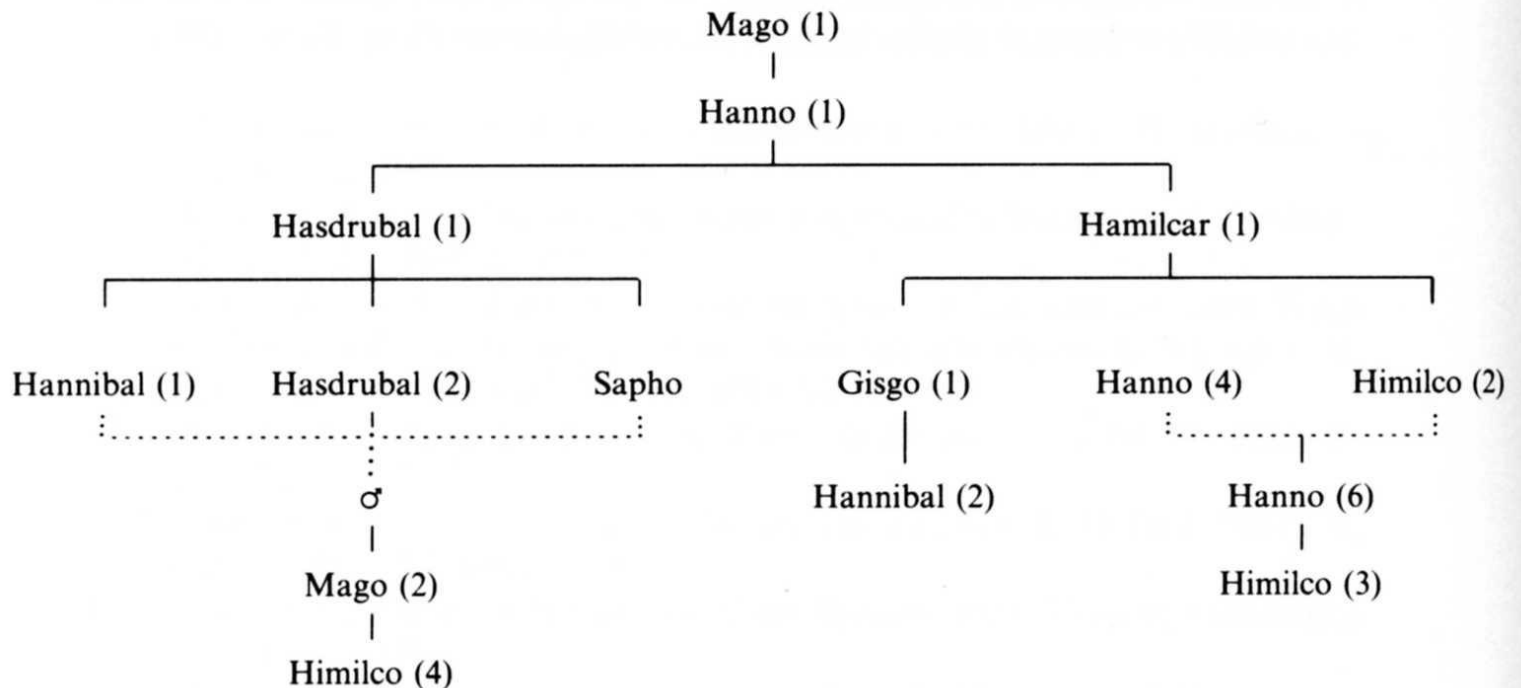 Mago (1)
Hanno (1)
Hasdrubal (1) Hamilcar (1)
Hannibal (1) Hasdrubal (2) Sapho Gisgo (1) Hanno (4) Himilco (2)
♂
Hannibal (2) Hanno (6)
Mago (2) Himilco (3)
Himilco (4)